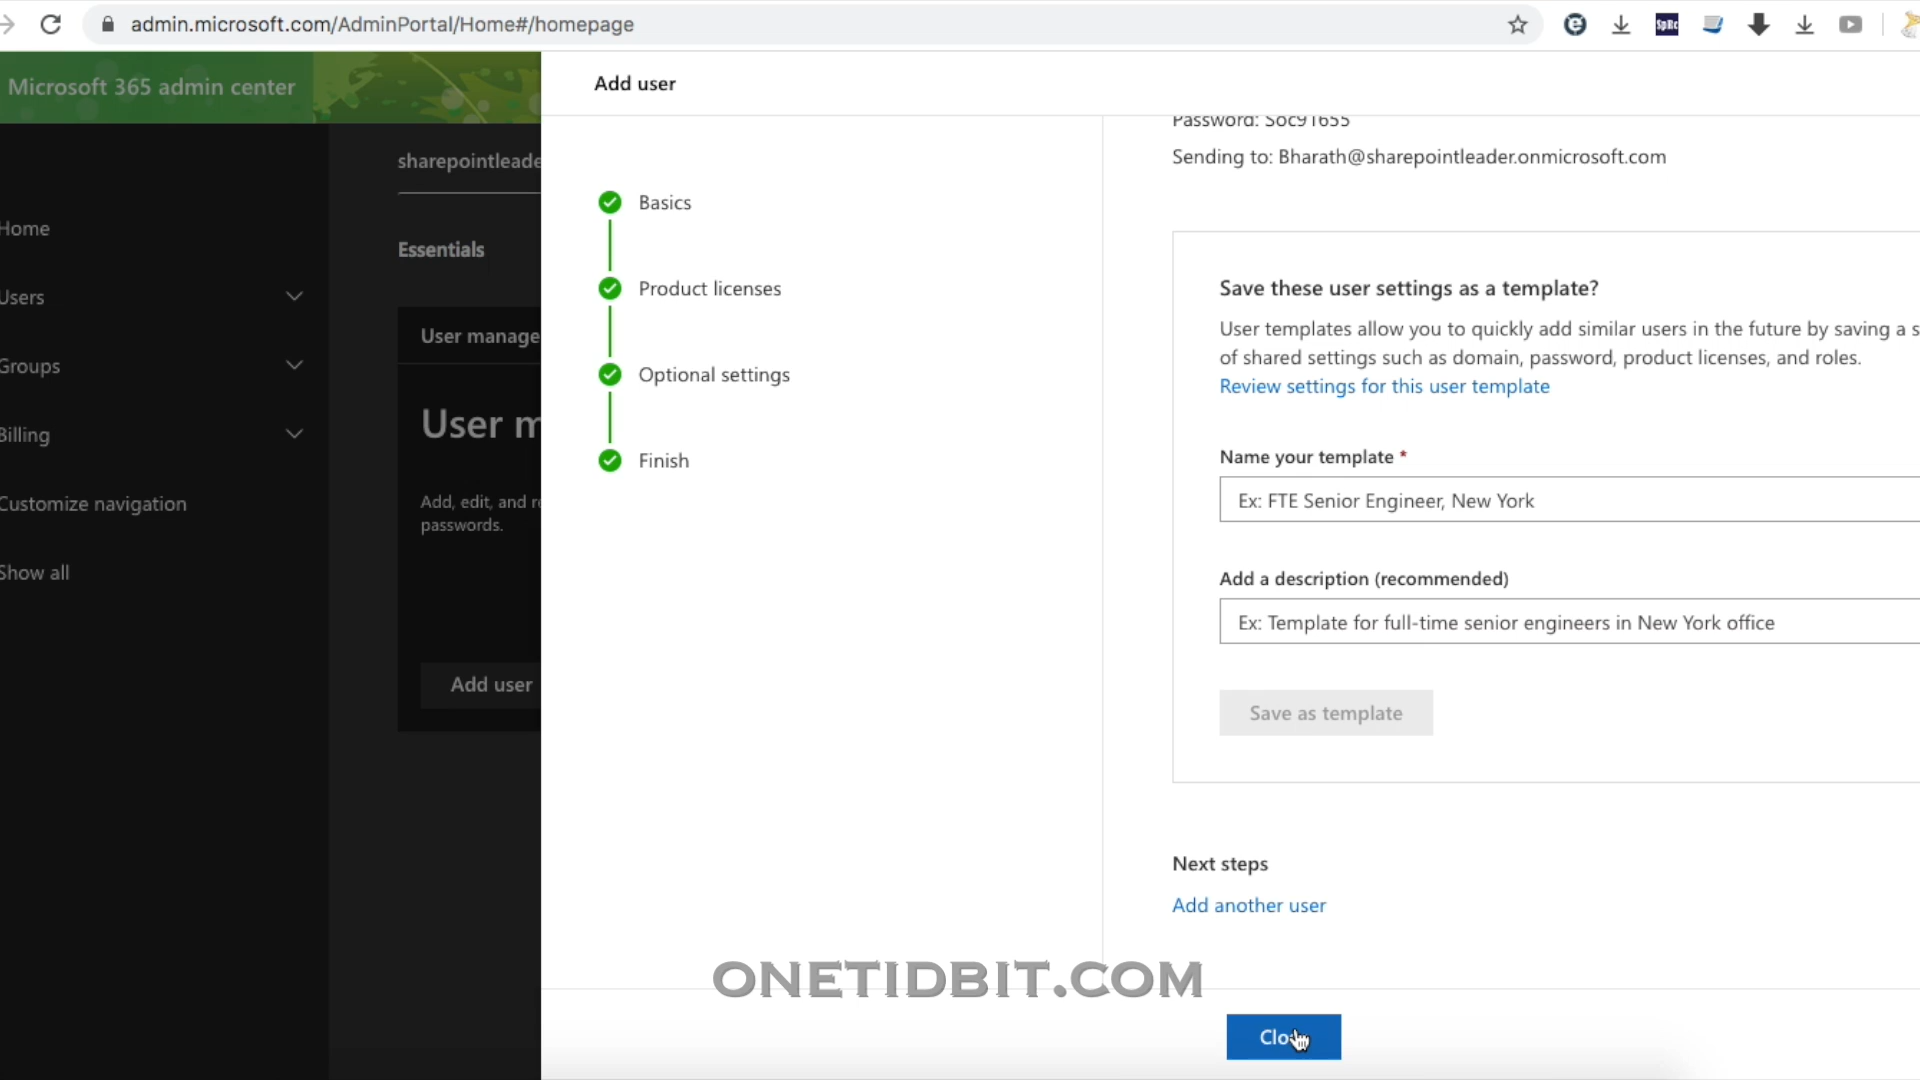 admin.microsoft.com/AdminPortal/Home#/homepage
SpRc
Microsoft 365 admin center
Add user
Password: Soc91655
sharepointleade
Sending to: Bharath@sharepointleader.onmicrosoft.com
Basics
Home
Essentials
Save these user settings as a template?
Product licenses
Users
User templates allow you to quickly add similar users in the future by saving a s
User manage
of shared settings such as domain, password, product licenses, and roles.
Groups
Optional settings
Review settings for this user template
User m
Billing
Name your template *
Finish
Customize navigation
Add, edit, and re
passwords.
Ex: FTE Senior Engineer, New York
Show all
Add a description (recommended)
Ex: Template for full-time senior engineers in New York office
Add user
Save as template
Next steps
Add another user
ONETIDBIT.COM
Clo